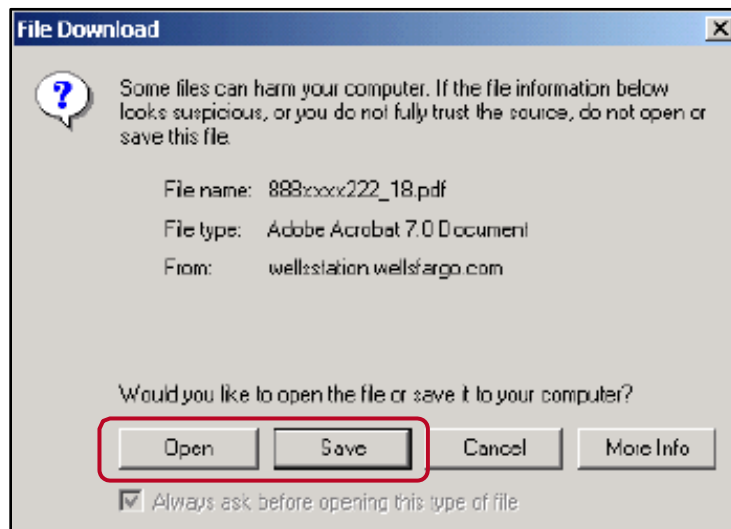 File Download
Some files can harm your computer. If the file information below
looks suspicious, or you do not fully trust the source, do not open or
save this file.
File name: 888xxxx222_18.pdf
File type: Adobe Acrobat 7.0 Document
From: wellsstation.wellsfargo.com
Would you like to open the file or save it to your computer?
Open Save Cancel More Info
Always ask before opening this type of file